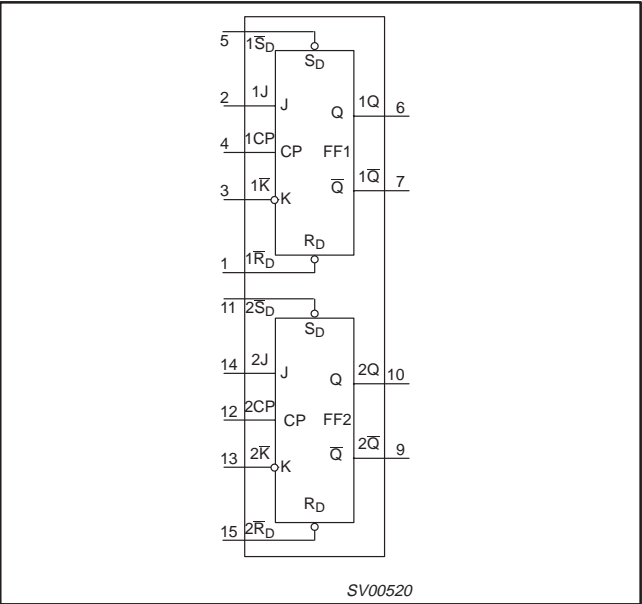 5 1S̅D
SD
2 1J J Q 1Q 6
4 1CP CP FF1
3 1K̅ K Q̅ 1Q̅ 7
RD
1 1R̅D
11 2S̅D
SD
14 2J J Q 2Q 10
12 2CP CP FF2
13 2K̅ K Q̅ 2Q̅ 9
RD
15 2R̅D
SV00520